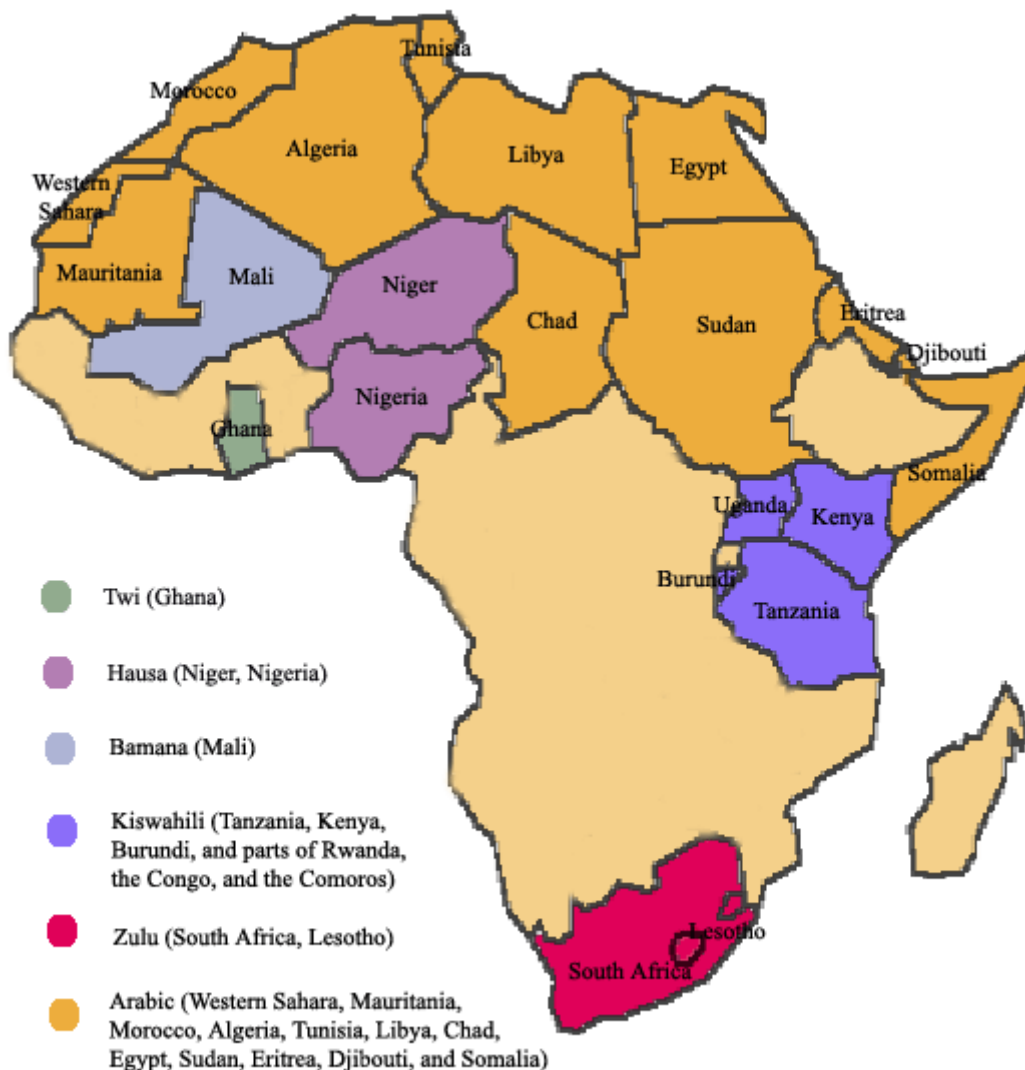 Tunisia
Morocco
Algeria
Libya
Egypt
Western
Sahara
Mauritania
Mali
Niger
Chad
Sudan
Eritrea
Djibouti
Nigeria
Ghana
Somalia
Uganda
Kenya
Burundi
Tanzania
Twi (Ghana)
Hausa (Niger, Nigeria)
Bamana (Mali)
Kiswahili (Tanzania, Kenya,
Burundi, and parts of Rwanda,
the Congo, and the Comoros)
Lesotho
Zulu (South Africa, Lesotho)
South Africa
Arabic (Western Sahara, Mauritania,
Morocco, Algeria, Tunisia, Libya, Chad,
Egypt, Sudan, Eritrea, Djibouti, and Somalia)